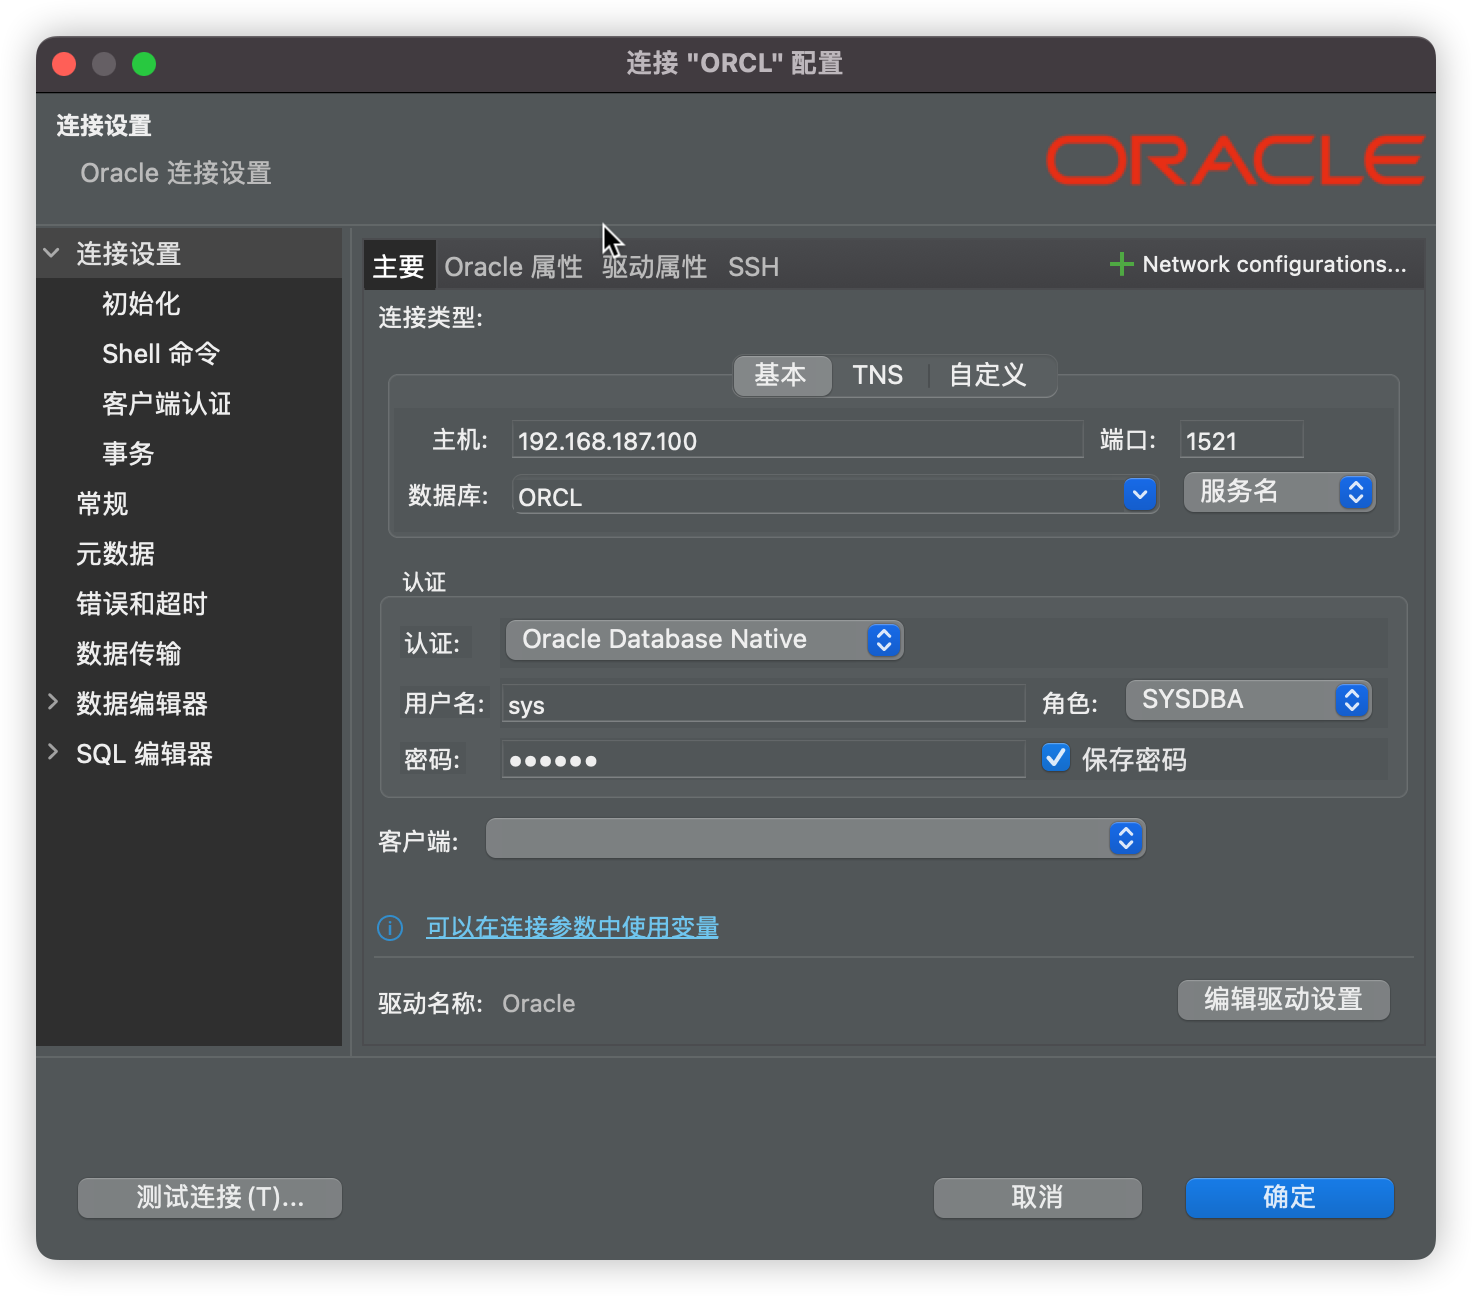 连接 "ORCL" 配置
连接设置
Oracle 连接设置
ORACLE
连接设置
初始化
Shell 命令
客户端认证
事务
常规
元数据
错误和超时
数据传输
数据编辑器
SQL 编辑器
主要 Oracle 属性 驱动属性 SSH Network configurations...
连接类型:
基本 TNS 自定义
主机: 192.168.187.100 端口: 1521
数据库: ORCL 服务名
认证
认证: Oracle Database Native
用户名: sys 角色: SYSDBA
密码: ●●●●●● 保存密码
客户端:
可以在连接参数中使用变量
驱动名称: Oracle 编辑驱动设置
测试连接 (T)... 取消 确定